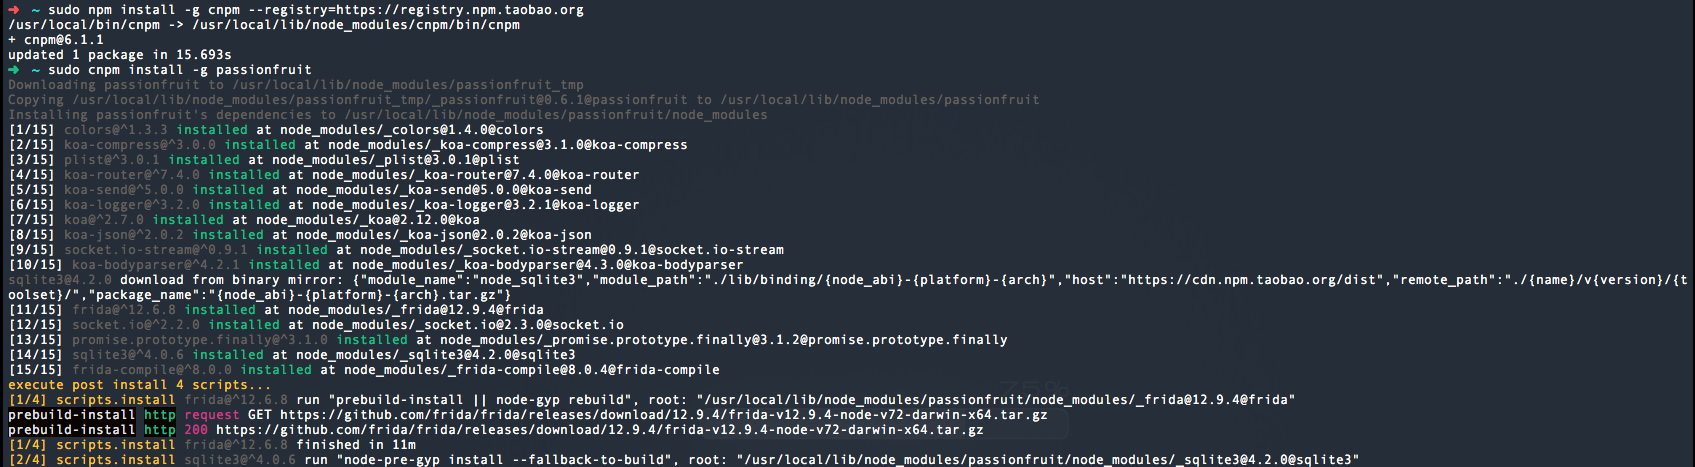 ➜ ~ sudo npm install -g cnpm --registry=https://registry.npm.taobao.org
/usr/local/bin/cnpm -> /usr/local/lib/node_modules/cnpm/bin/cnpm
+ cnpm@6.1.1
updated 1 package in 15.693s
➜ ~ sudo cnpm install -g passionfruit
Downloading passionfruit to /usr/local/lib/node_modules/passionfruit_tmp
Copying /usr/local/lib/node_modules/passionfruit_tmp/_passionfruit@0.6.1@passionfruit to /usr/local/lib/node_modules/passionfruit
Installing passionfruit's dependencies to /usr/local/lib/node_modules/passionfruit/node_modules
[1/15] colors@^1.3.3 installed at node_modules/_colors@1.4.0@colors
[2/15] koa-compress@^3.0.0 installed at node_modules/_koa-compress@3.1.0@koa-compress
[3/15] plist@^3.0.1 installed at node_modules/_plist@3.0.1@plist
[4/15] koa-router@^7.4.0 installed at node_modules/_koa-router@7.4.0@koa-router
[5/15] koa-send@^5.0.0 installed at node_modules/_koa-send@5.0.0@koa-send
[6/15] koa-logger@^3.2.0 installed at node_modules/_koa-logger@3.2.1@koa-logger
[7/15] koa@^2.7.0 installed at node_modules/_koa@2.12.0@koa
[8/15] koa-json@^2.0.2 installed at node_modules/_koa-json@2.0.2@koa-json
[9/15] socket.io-stream@^0.9.1 installed at node_modules/_socket.io-stream@0.9.1@socket.io-stream
[10/15] koa-bodyparser@^4.2.1 installed at node_modules/_koa-bodyparser@4.3.0@koa-bodyparser
sqlite3@4.2.0 download from binary mirror: {"module_name":"node_sqlite3","module_path":"./lib/binding/{node_abi}-{platform}-{arch}","host":"https://cdn.npm.taobao.org/dist","remote_path":"./{name}/v{version}/{t
oolset}/","package_name":"{node_abi}-{platform}-{arch}.tar.gz"}
[11/15] frida@^12.6.8 installed at node_modules/_frida@12.9.4@frida
[12/15] socket.io@^2.2.0 installed at node_modules/_socket.io@2.3.0@socket.io
[13/15] promise.prototype.finally@^3.1.0 installed at node_modules/_promise.prototype.finally@3.1.2@promise.prototype.finally
[14/15] sqlite3@^4.0.6 installed at node_modules/_sqlite3@4.2.0@sqlite3
[15/15] frida-compile@^8.0.0 installed at node_modules/_frida-compile@8.0.4@frida-compile
execute post install 4 scripts...
[1/4] scripts.install frida@^12.6.8 run "prebuild-install || node-gyp rebuild", root: "/usr/local/lib/node_modules/passionfruit/node_modules/_frida@12.9.4@frida"
prebuild-install http request GET https://github.com/frida/frida/releases/download/12.9.4/frida-v12.9.4-node-v72-darwin-x64.tar.gz
prebuild-install http 200 https://github.com/frida/frida/releases/download/12.9.4/frida-v12.9.4-node-v72-darwin-x64.tar.gz
[1/4] scripts.install frida@^12.6.8 finished in 11m
[2/4] scripts.install sqlite3@^4.0.6 run "node-pre-gyp install --fallback-to-build", root: "/usr/local/lib/node_modules/passionfruit/node_modules/_sqlite3@4.2.0@sqlite3"